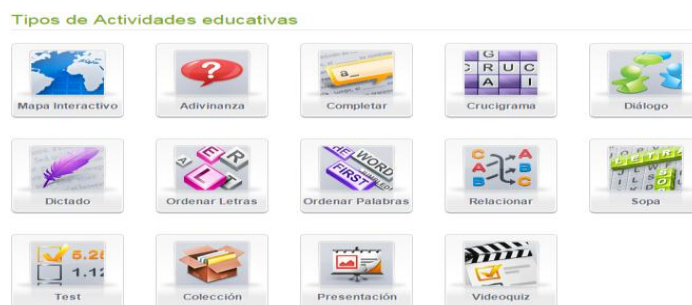 Tipos de Actividades educativas
Mapa Interactivo
Adivinanza
Completar
Crucigrama
Diálogo
Dictado
Ordenar Letras
Ordenar Palabras
Relacionar
Sopa
Test
Colección
Presentación
Videoquiz